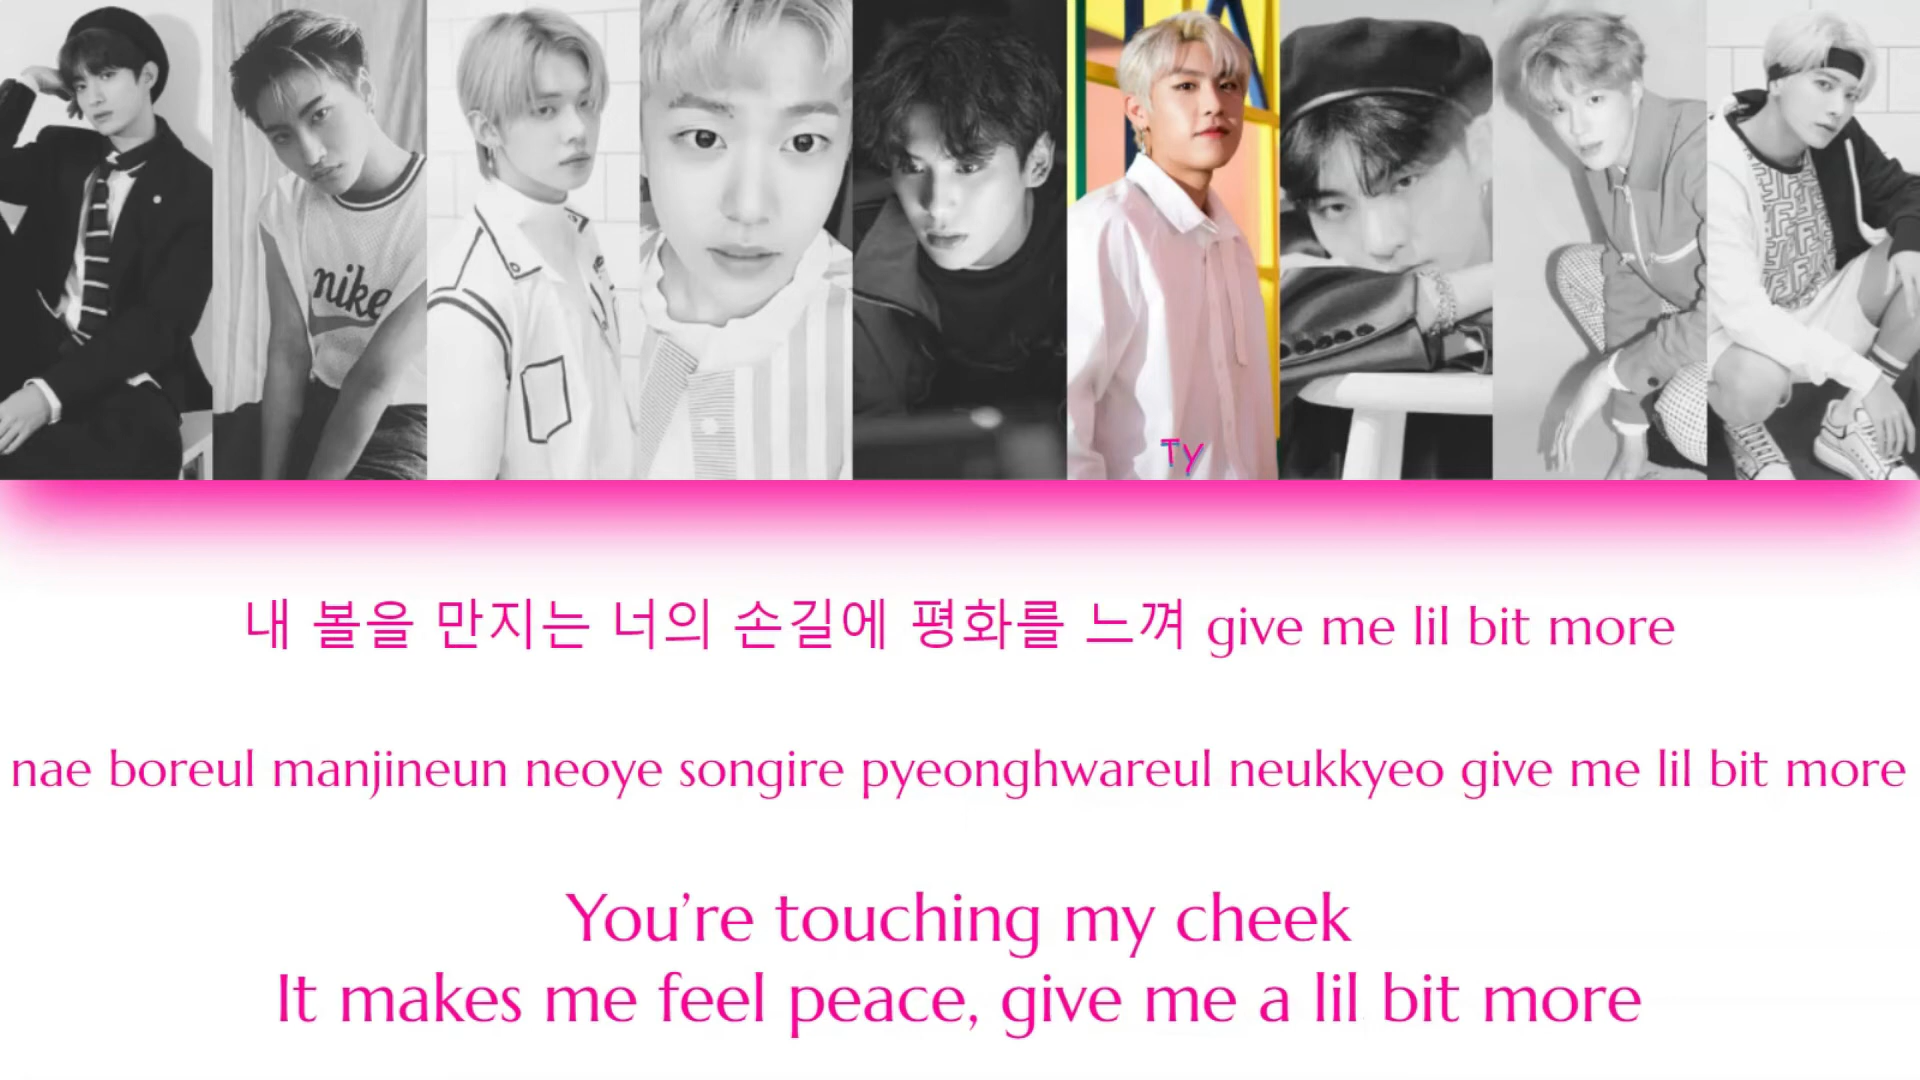 nike
Ty
내 볼을 만지는 너의 손길에 평화를 느껴 give me lil bit more
nae boreul manjineun neoye songire pyeonghwareul neukkyeo give me lil bit more
You’re touching my cheek
It makes me feel peace, give me a lil bit more